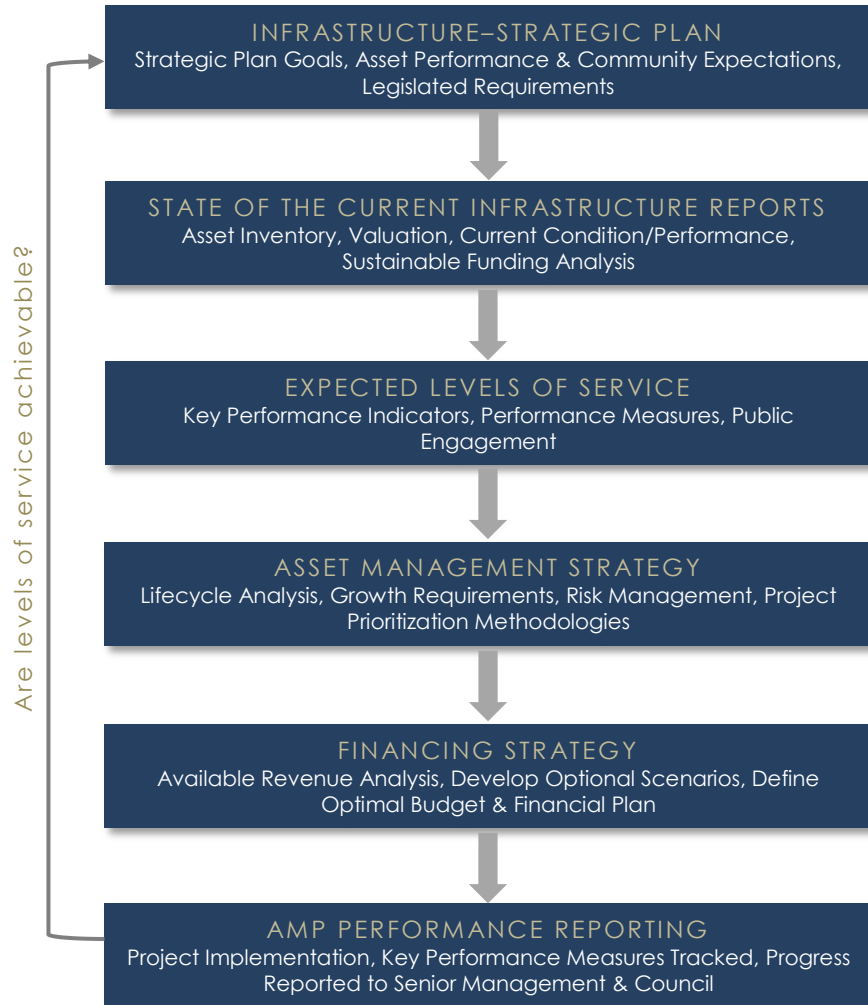 INFRASTRUCTURE–STRATEGIC PLAN
Strategic Plan Goals, Asset Performance & Community Expectations,
Legislated Requirements
STATE OF THE CURRENT INFRASTRUCTURE REPORTS
Asset Inventory, Valuation, Current Condition/Performance,
Sustainable Funding Analysis
EXPECTED LEVELS OF SERVICE
Key Performance Indicators, Performance Measures, Public
Engagement
ASSET MANAGEMENT STRATEGY
Lifecycle Analysis, Growth Requirements, Risk Management, Project
Prioritization Methodologies
FINANCING STRATEGY
Available Revenue Analysis, Develop Optional Scenarios, Define
Optimal Budget & Financial Plan
AMP PERFORMANCE REPORTING
Project Implementation, Key Performance Measures Tracked, Progress
Reported to Senior Management & Council
Are levels of service achievable?